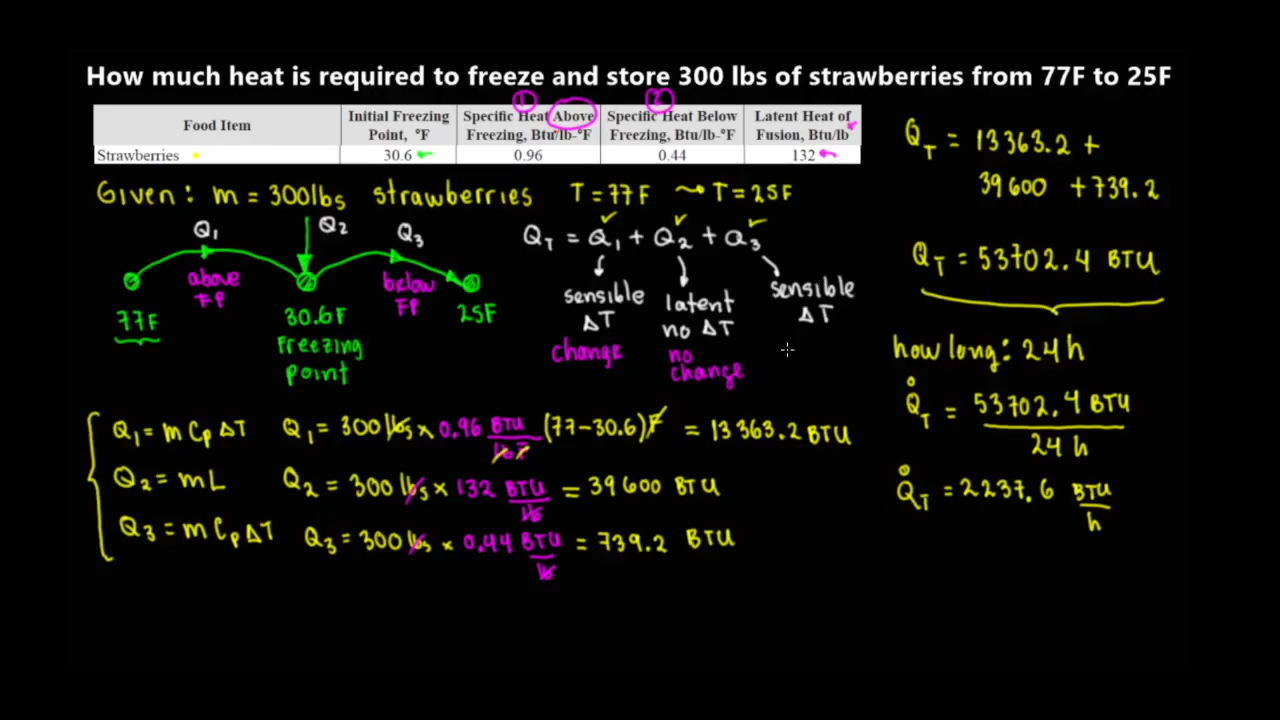 How much heat is required to freeze and store 300 lbs of strawberries from 77F to 25F
① ②
Food Item Initial Freezing Point, °F Specific Heat Above Freezing, Btu/lb-°F Specific Heat Below Freezing, Btu/lb-°F Latent Heat of Fusion, Btu/lb
Strawberries 30.6 0.96 0.44 132
Given: m = 300lbs strawberries T = 77F → T = 25F
Q1 Q2 Q3
above FP
below FP
77F
30.6F
Freezing
point
25F
QT = Q1 + Q2 + Q3
sensible
ΔT
change
latent
no ΔT
no
change
sensible
ΔT
Q1 = m Cp ΔT Q1 = 300 lbs × 0.96 BTU/lb F (77-30.6) F = 13363.2 BTU
Q2 = mL Q2 = 300 lbs × 132 BTU/lb = 39600 BTU
Q3 = m Cp ΔT Q3 = 300 lbs × 0.44 BTU/lb = 739.2 BTU
QT = 13363.2 +
39600 + 739.2
QT = 53702.4 BTU
how long: 24h
Q̊T = 53702.4 BTU
24 h
Q̊T = 2237.6 BTU/h